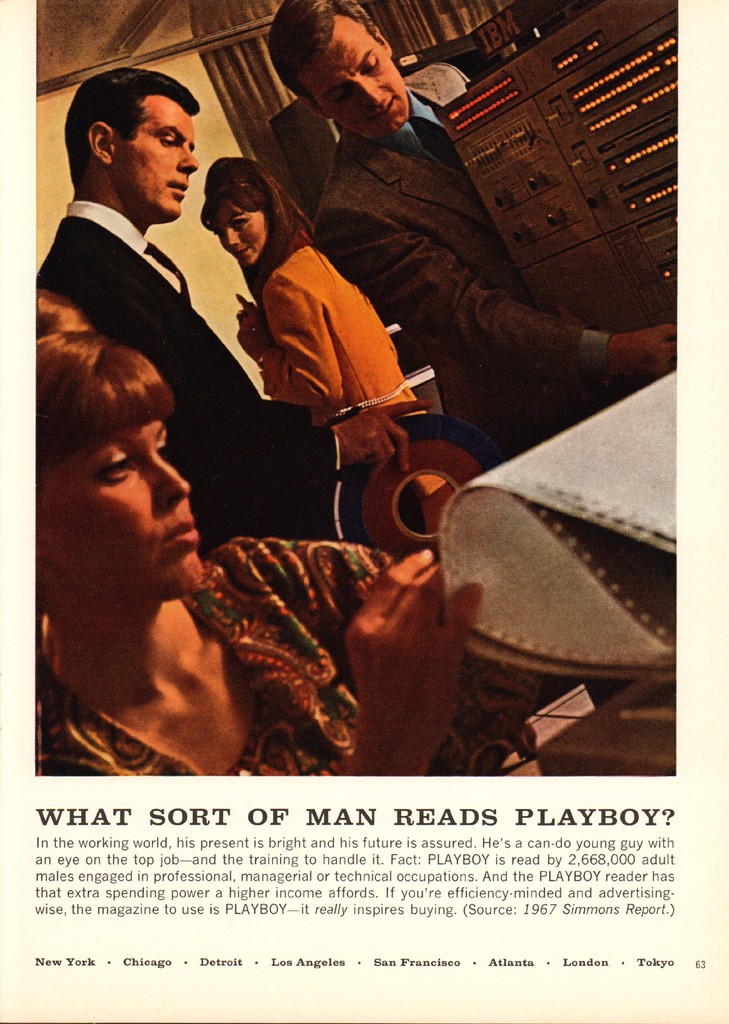 IBM
WHAT SORT OF MAN READS PLAYBOY?
In the working world, his present is bright and his future is assured. He's a can-do young guy with
an eye on the top job—and the training to handle it. Fact: PLAYBOY is read by 2,668,000 adult
males engaged in professional, managerial or technical occupations. And the PLAYBOY reader has
that extra spending power a higher income affords. If you're efficiency-minded and advertising-
wise, the magazine to use is PLAYBOY—it really inspires buying. (Source: 1967 Simmons Report.)
New York • Chicago • Detroit • Los Angeles • San Francisco • Atlanta • London • Tokyo 63